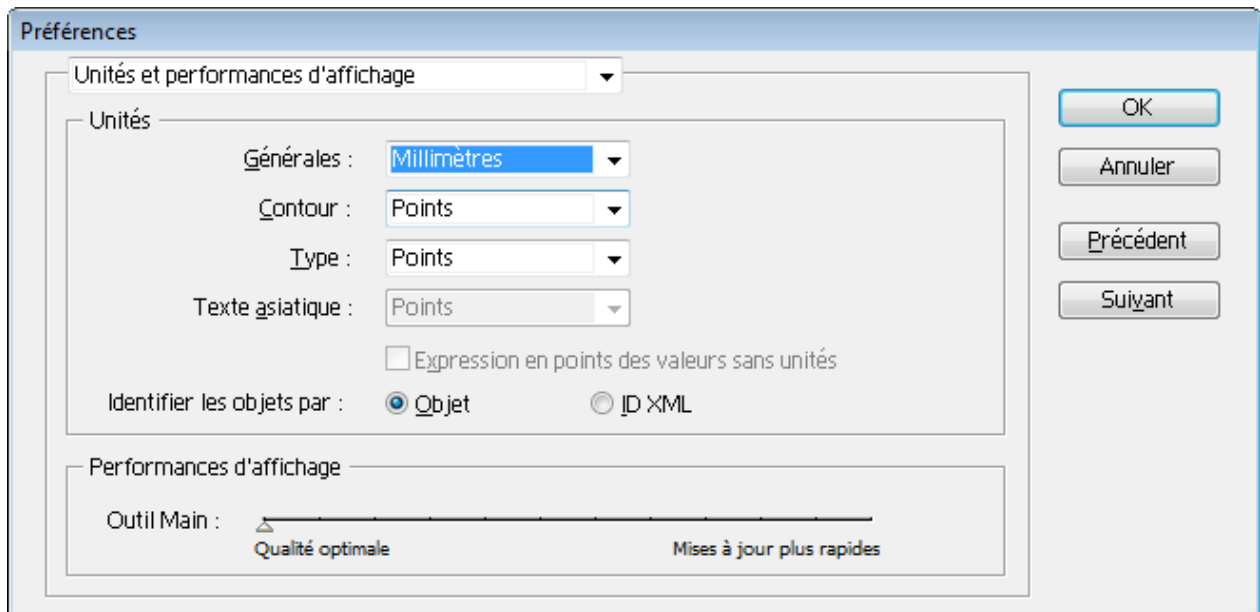 Préférences
Unités et performances d'affichage
Unités
Générales : Millimètres
Contour : Points
Type : Points
Texte asiatique : Points
Expression en points des valeurs sans unités
Identifier les objets par : Objet ID XML
Performances d'affichage
Outil Main :
Qualité optimale Mises à jour plus rapides
OK
Annuler
Précédent
Suivant